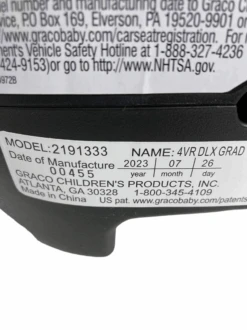 del number and manufacturing date to Graco
vice, PO Box 169, Elverson, PA 19520-9901 or
www.gracobaby.com/carseatregistration. For
ment's Vehicle Safety Hotline at 1-888-327-4236
-424-9153) or go to http://www.NHTSA.gov.
6972B
MODEL: 2191333 NAME: 4VR DLX GRAD
Date of Manufacture 2023 07 26
00455 year month day
GRACO CHILDREN'S PRODUCTS, INC.
ATLANTA, GA 30328 1-800-345-4109
Made in China US pat. www.gracobaby.com/patents